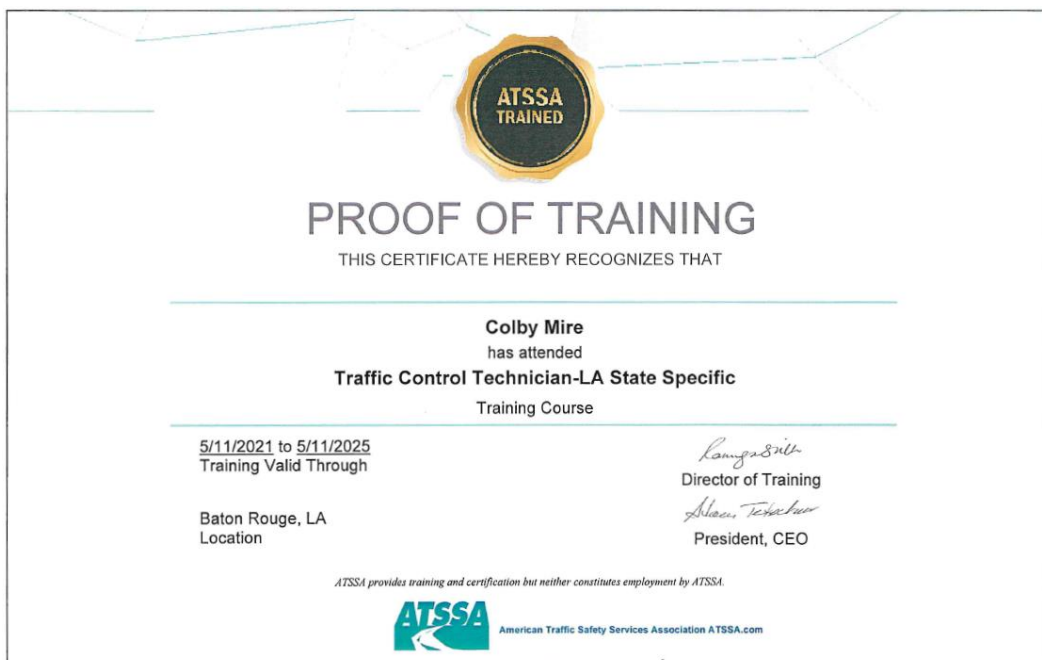 ATSSA
TRAINED
PROOF OF TRAINING
THIS CERTIFICATE HEREBY RECOGNIZES THAT
Colby Mire
has attended
Traffic Control Technician-LA State Specific
Training Course
5/11/2021 to 5/11/2025
Training Valid Through
Director of Training
Baton Rouge, LA
Location
President, CEO
ATSSA provides training and certification but neither constitutes employment by ATSSA.
ATSSA
American Traffic Safety Services Association ATSSA.com